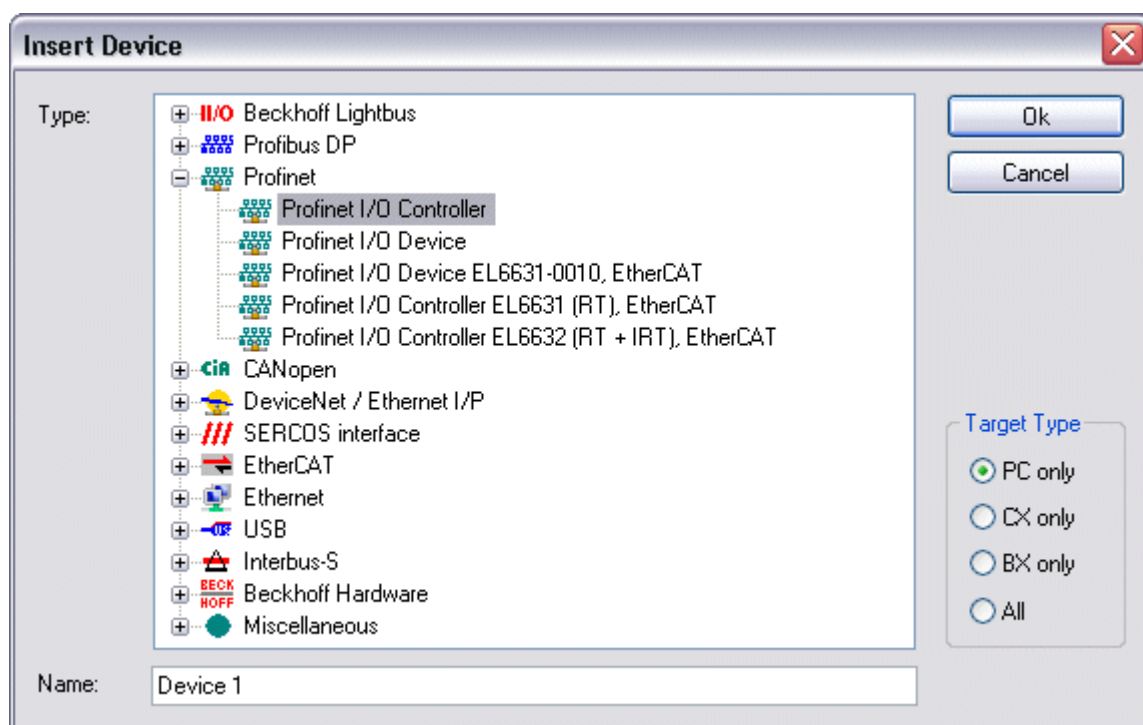 Insert Device
Type:
II/O Beckhoff Lightbus
Profibus DP
Profinet
Profinet I/O Controller
Profinet I/O Device
Profinet I/O Device EL6631-0010, EtherCAT
Profinet I/O Controller EL6631 (RT), EtherCAT
Profinet I/O Controller EL6632 (RT + IRT), EtherCAT
CiA CANopen
DeviceNet / Ethernet I/P
SERCOS interface
EtherCAT
Ethernet
USB
Interbus-S
BECK HOFF Beckhoff Hardware
Miscellaneous
Ok
Cancel
Target Type
PC only
CX only
BX only
All
Name: Device 1